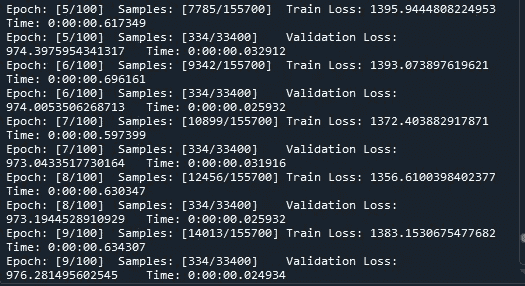 Epoch: [5/100]  Samples: [7785/155700]  Train Loss: 1395.9444808224953
Time: 0:00:00.617349
Epoch: [5/100]  Samples: [334/33400]    Validation Loss:
974.3975954341317   Time: 0:00:00.032912
Epoch: [6/100]  Samples: [9342/155700]  Train Loss: 1393.073897619621
Time: 0:00:00.696161
Epoch: [6/100]  Samples: [334/33400]    Validation Loss:
974.0053506268713   Time: 0:00:00.025932
Epoch: [7/100]  Samples: [10899/155700] Train Loss: 1372.403882917871
Time: 0:00:00.597399
Epoch: [7/100]  Samples: [334/33400]    Validation Loss:
973.0433517730164   Time: 0:00:00.031916
Epoch: [8/100]  Samples: [12456/155700] Train Loss: 1356.6100398402377
Time: 0:00:00.630347
Epoch: [8/100]  Samples: [334/33400]    Validation Loss:
973.1944528910929   Time: 0:00:00.025932
Epoch: [9/100]  Samples: [14013/155700] Train Loss: 1383.1530675477682
Time: 0:00:00.634307
Epoch: [9/100]  Samples: [334/33400]    Validation Loss:
976.281495602545    Time: 0:00:00.024934